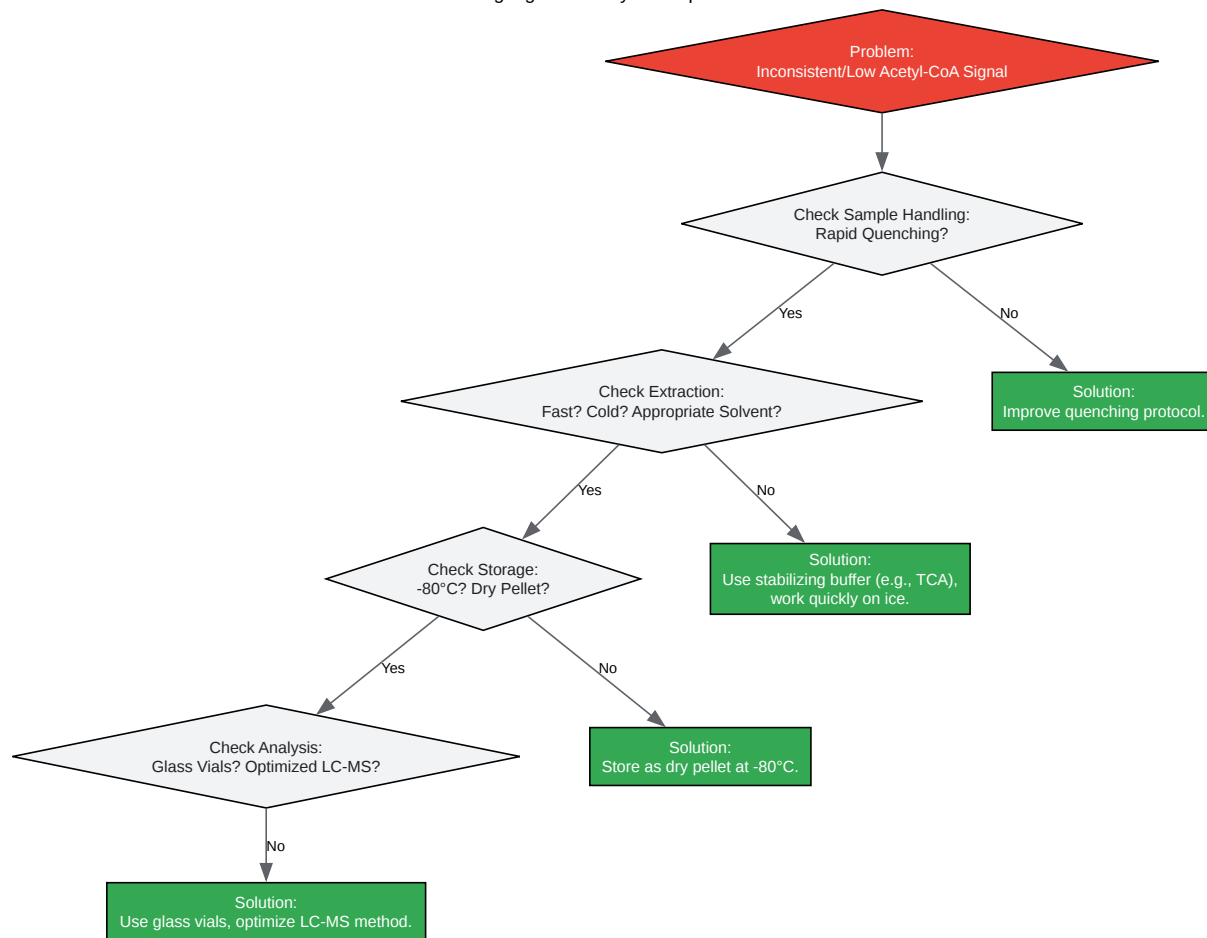 Problem:
Inconsistent/Low Acetyl-CoA Signal
Check Sample Handling:
Rapid Quenching?
Yes
No
Check Extraction:
Fast? Cold? Appropriate Solvent?
Solution:
Improve quenching protocol.
Yes
No
Check Storage:
-80°C? Dry Pellet?
Solution:
Use stabilizing buffer (e.g., TCA),
work quickly on ice.
Yes
No
Check Analysis:
Glass Vials? Optimized LC-MS?
Solution:
Store as dry pellet at -80°C.
No
Solution:
Use glass vials, optimize LC-MS method.